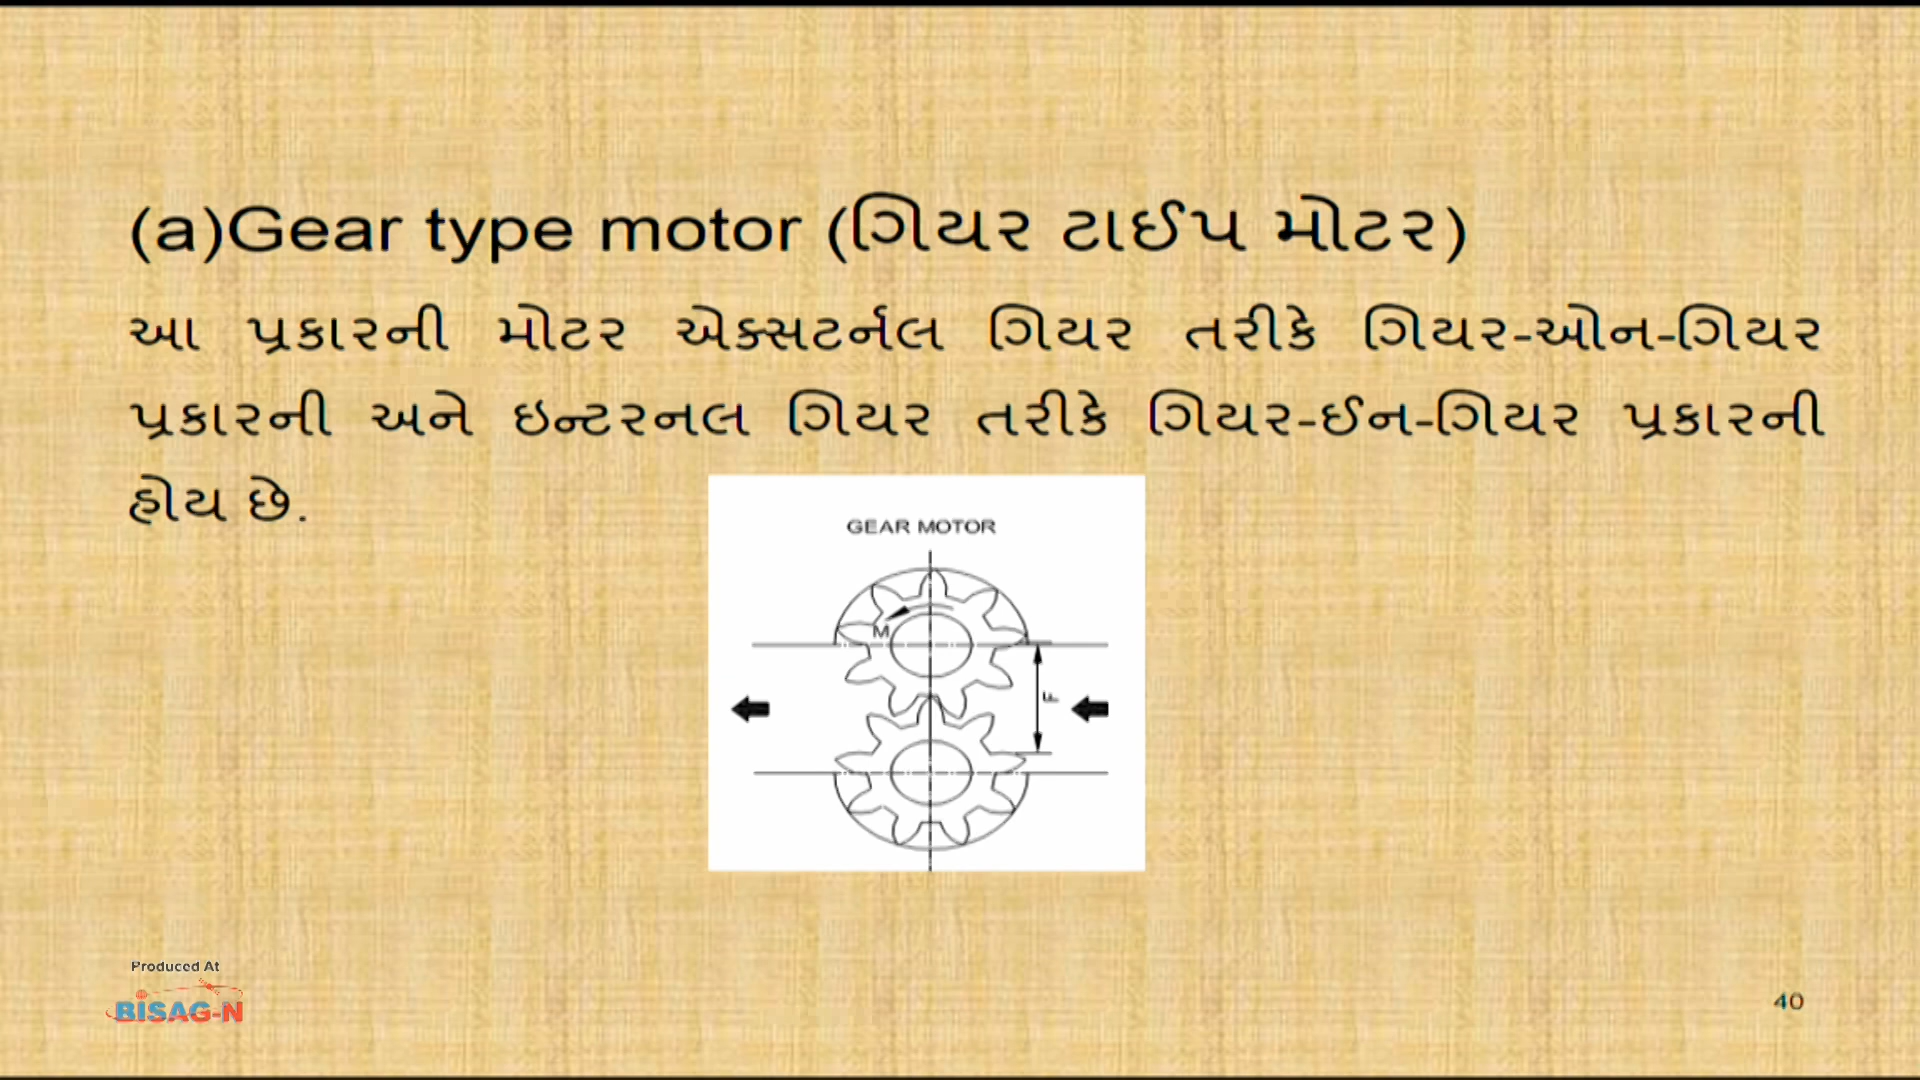 (a)Gear type motor (ગિયર ટાઈપ મોટર)
આ પ્રકારની મોટર એક્સટર્નલ ગિયર તરીકે ગિયર-ઓન-ગિયર
પ્રકારની અને ઇન્ટરનલ ગિયર તરીકે ગિયર-ઈન-ગિયર પ્રકારની
હોય છે.
GEAR MOTOR
M
F
Produced At
BISAG-N
40